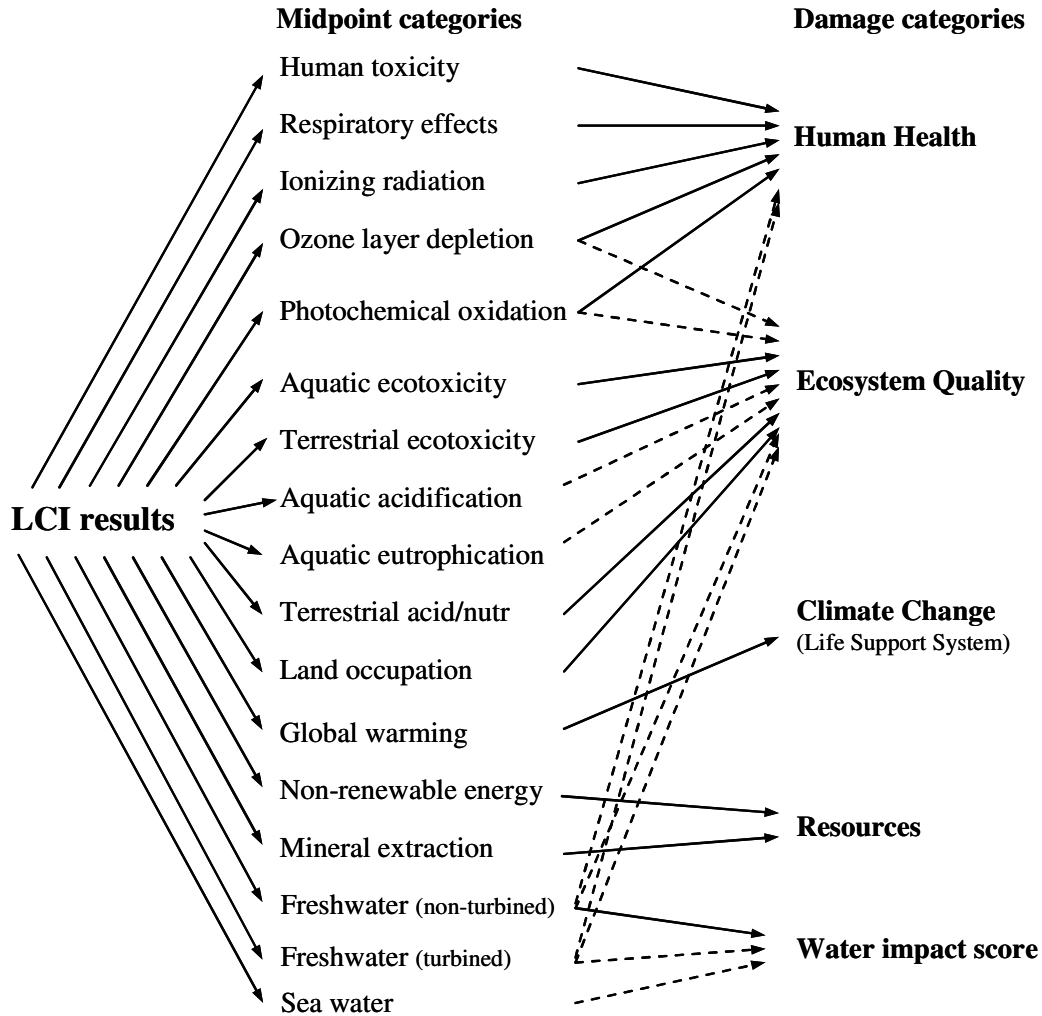 Midpoint categories
Damage categories
Human toxicity
Respiratory effects
Human Health
Ionizing radiation
Ozone layer depletion
Photochemical oxidation
Aquatic ecotoxicity
Ecosystem Quality
Terrestrial ecotoxicity
Aquatic acidification
LCI results
Aquatic eutrophication
Terrestrial acid/nutr
Climate Change
(Life Support System)
Land occupation
Global warming
Non-renewable energy
Resources
Mineral extraction
Freshwater (non-turbined)
Water impact score
Freshwater (turbined)
Sea water